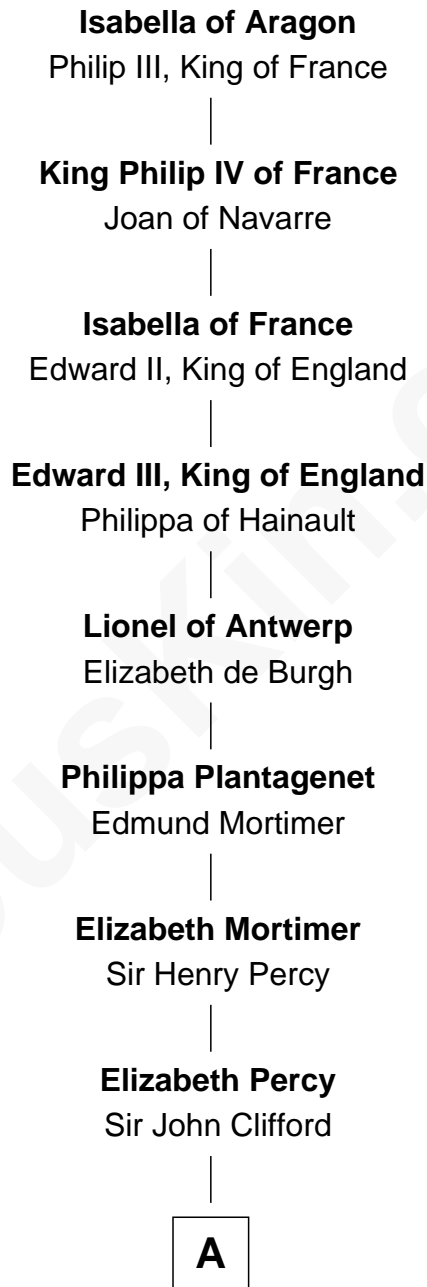 Isabella of Aragon
Philip III, King of France
King Philip IV of France
Joan of Navarre
Isabella of France
Edward II, King of England
Edward III, King of England
Philippa of Hainault
Lionel of Antwerp
Elizabeth de Burgh
Philippa Plantagenet
Edmund Mortimer
Elizabeth Mortimer
Sir Henry Percy
Elizabeth Percy
Sir John Clifford
A